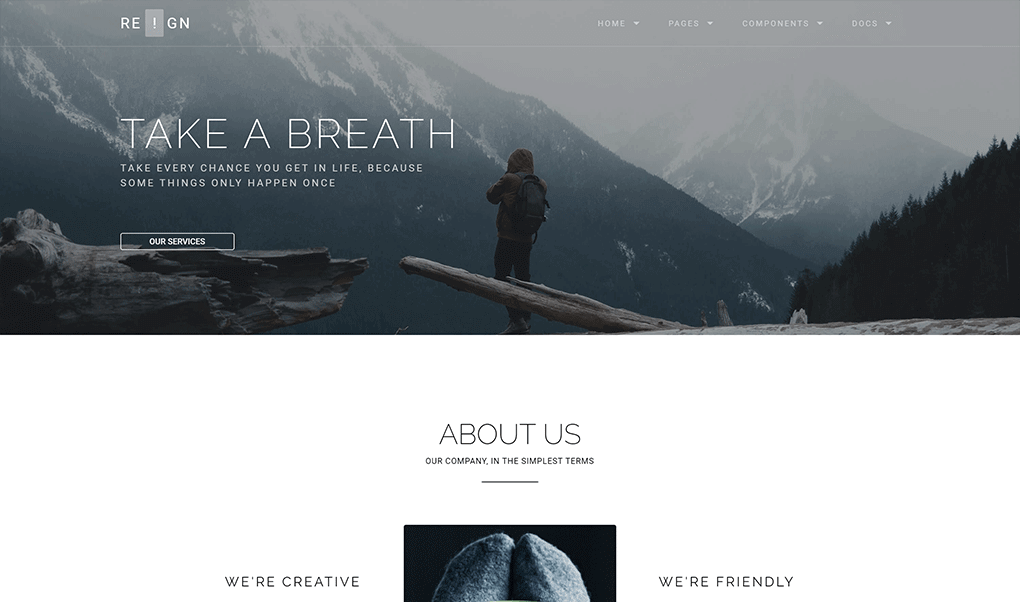 RE!GN
HOME PAGES COMPONENTS DOCS
TAKE A BREATH
TAKE EVERY CHANCE YOU GET IN LIFE, BECAUSE
SOME THINGS ONLY HAPPEN ONCE
OUR SERVICES
ABOUT US
OUR COMPANY, IN THE SIMPLEST TERMS
WE'RE CREATIVE
WE'RE FRIENDLY